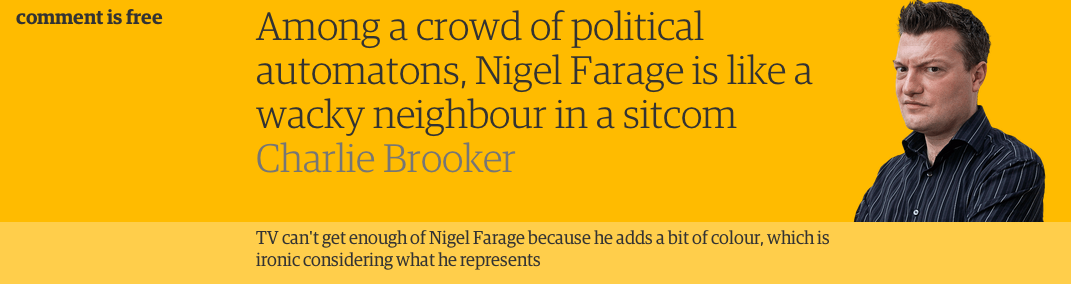 comment is free
Among a crowd of political
automatons, Nigel Farage is like a
wacky neighbour in a sitcom
Charlie Brooker
TV can't get enough of Nigel Farage because he adds a bit of colour, which is
ironic considering what he represents